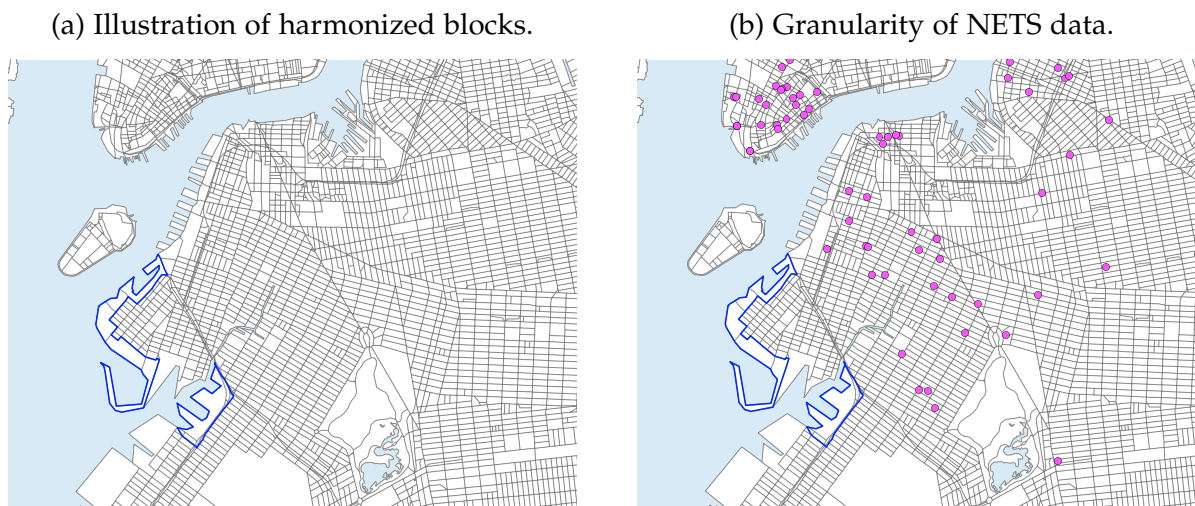 (a) Illustration of harmonized blocks.
(b) Granularity of NETS data.